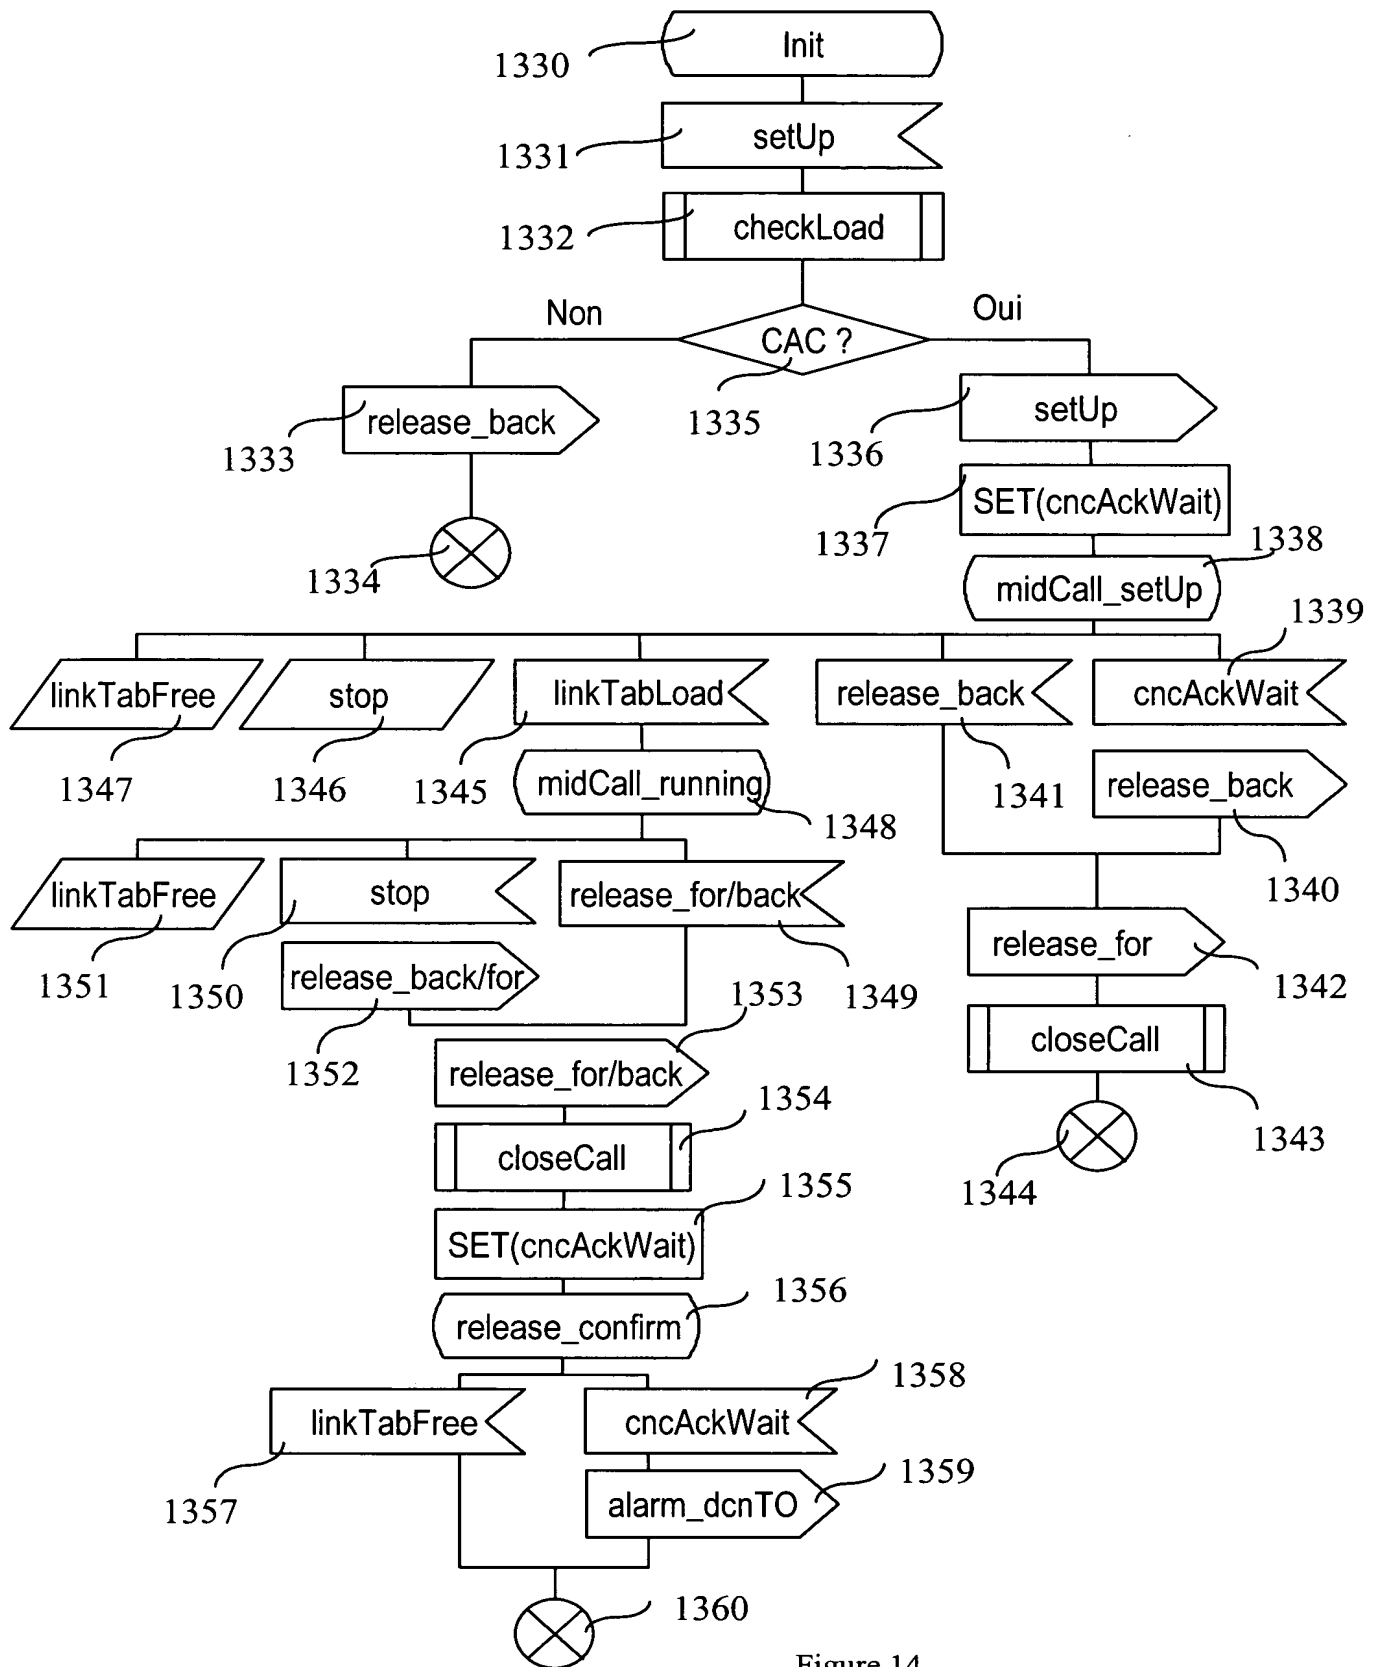 Init
1330
setUp
1331
checkLoad
1332
Non
Oui
CAC ?
1335
release_back
1333
setUp
1336
1334
SET(cncAckWait)
1337
1338
midCall_setUp
1339
linkTabFree
stop
linkTabLoad
release_back
cncAckWait
1347
1346
1345
midCall_running
1341
release_back
1348
1340
linkTabFree
stop
release_for/back
release_for
1351
1350
release_back/for
1353
1349
1342
1352
release_for/back
closeCall
1354
1343
closeCall
1344
1355
SET(cncAckWait)
1356
release_confirm
1358
linkTabFree
cncAckWait
1359
1357
alarm_dcnTO
1360
Figure 14